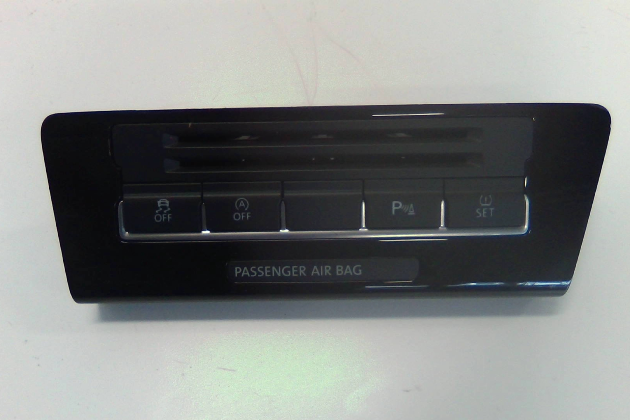 OFF
A
OFF
P
SET
PASSENGER AIR BAG